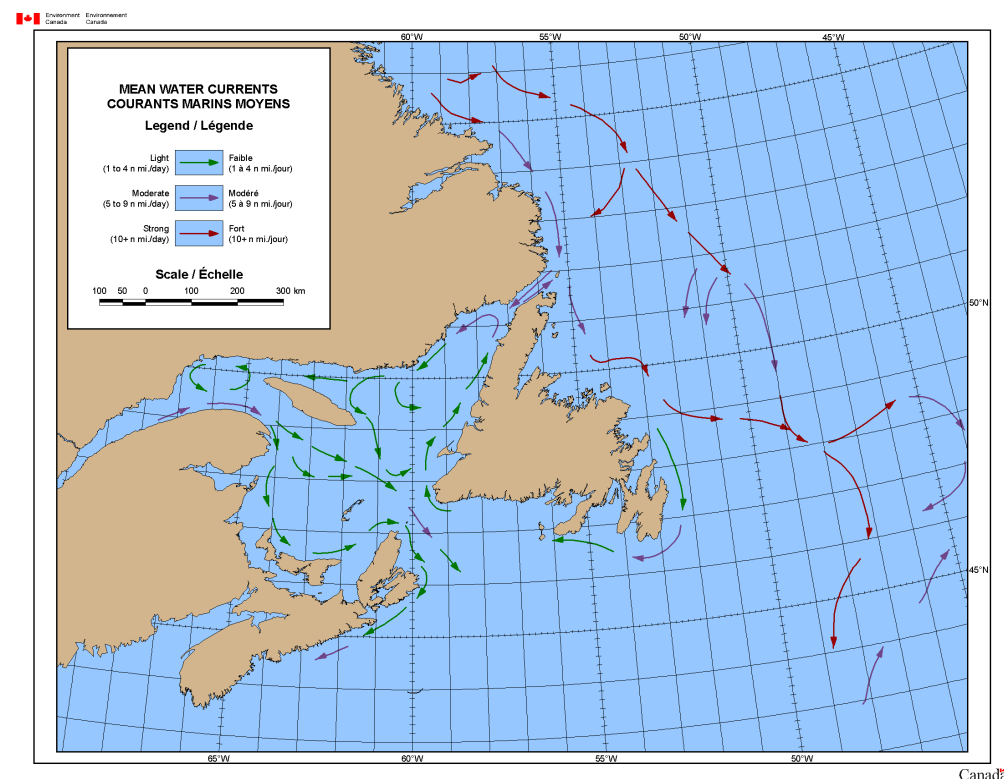 Environment Environnement
Canada Canada
60°W 55°W 50°W 45°W
MEAN WATER CURRENTS
COURANTS MARINS MOYENS
Legend / Légende
Light Faible
(1 to 4 n mi./day) (1 à 4 n mi./jour)
Moderate Modéré
(5 to 9 n mi./day) (5 à 9 n mi./jour)
Strong Fort
(10+ n mi./day) (10+ n mi./jour)
Scale / Échelle
100 50 0 100 200 300 km
50°N
45°N
65°W 60°W 55°W 50°W
Canada